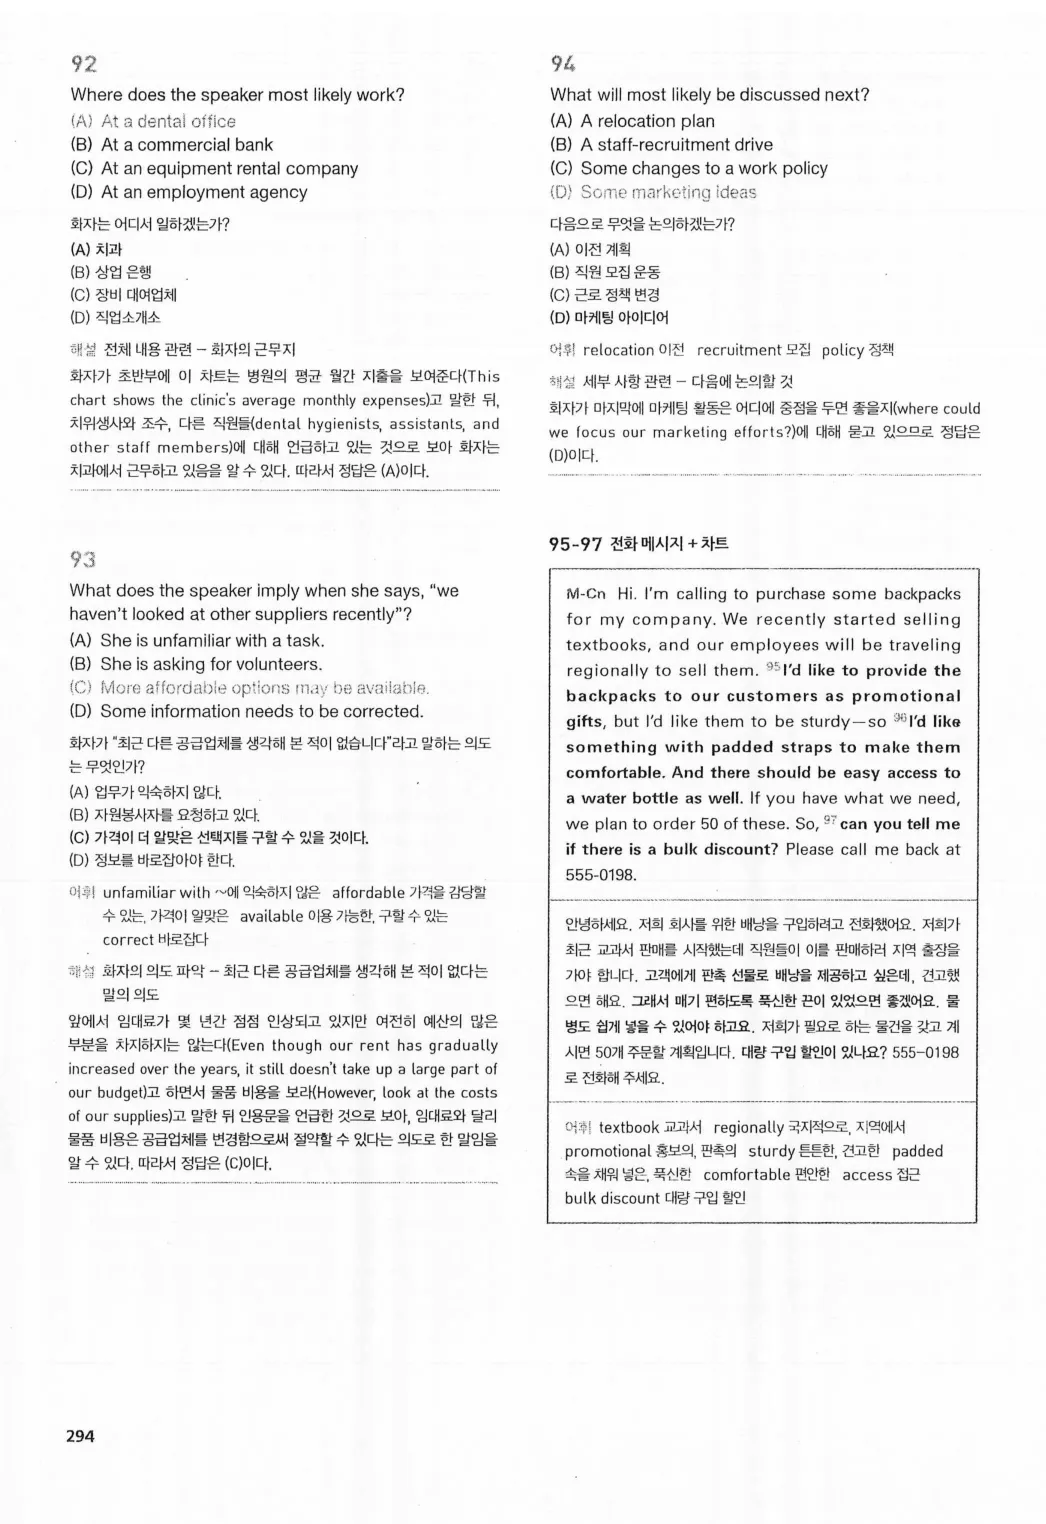 92
Where does the speaker most likely work?
(A) At a dental office
(B) At a commercial bank
(C) At an equipment rental company
(D) At an employment agency
화자는 어디서 일하겠는가?
(A) 치과
(B) 상업 은행
(C) 장비 대여업체
(D) 직업소개소
해설 전체 내용 관련 – 화자의 근무지
화자가 초반부에 이 차트는 병원의 평균 월간 지출을 보여준다(This
chart shows the clinic's average monthly expenses)고 말한 뒤,
치위생사와 조수, 다른 직원들(dental hygienists, assistants, and
other staff members)에 대해 언급하고 있는 것으로 보아 화자는
치과에서 근무하고 있음을 알 수 있다. 따라서 정답은 (A)이다.
93
What does the speaker imply when she says, "we
haven't looked at other suppliers recently"?
(A) She is unfamiliar with a task.
(B) She is asking for volunteers.
(C) More affordable options may be available.
(D) Some information needs to be corrected.
화자가 "최근 다른 공급업체를 생각해 본 적이 없습니다"라고 말하는 의도
는 무엇인가?
(A) 업무가 익숙하지 않다.
(B) 자원봉사자를 요청하고 있다.
(C) 가격이 더 알맞은 선택지를 구할 수 있을 것이다.
(D) 정보를 바로잡아야 한다.
어휘 unfamiliar with ~에 익숙하지 않은 affordable 가격을 감당할
수 있는, 가격이 알맞은 available 이용 가능한, 구할 수 있는
correct 바로잡다
해설 화자의 의도 파악 – 최근 다른 공급업체를 생각해 본 적이 없다는
말의 의도
앞에서 임대료가 몇 년간 점점 인상되고 있지만 여전히 예산의 많은
부분을 차지하지는 않는다(Even though our rent has gradually
increased over the years, it still doesn't take up a large part of
our budget)고 하면서 물품 비용을 보라(However, look at the costs
of our supplies)고 말한 뒤 인용문을 언급한 것으로 보아, 임대료와 달리
물품 비용은 공급업체를 변경함으로써 절약할 수 있다는 의도로 한 말임을
알 수 있다. 따라서 정답은 (C)이다.
94
What will most likely be discussed next?
(A) A relocation plan
(B) A staff-recruitment drive
(C) Some changes to a work policy
(D) Some marketing ideas
다음으로 무엇을 논의하겠는가?
(A) 이전 계획
(B) 직원 모집 운동
(C) 근로 정책 변경
(D) 마케팅 아이디어
어휘 relocation 이전 recruitment 모집 policy 정책
해설 세부 사항 관련 – 다음에 논의할 것
화자가 마지막에 마케팅 활동은 어디에 중점을 두면 좋을지(where could
we focus our marketing efforts?)에 대해 묻고 있으므로 정답은
(D)이다.
95-97 전화 메시지 + 차트
M-Cn Hi. I'm calling to purchase some backpacks
for my company. We recently started selling
textbooks, and our employees will be traveling
regionally to sell them. 95 I'd like to provide the
backpacks to our customers as promotional
gifts, but I'd like them to be sturdy—so 96 I'd like
something with padded straps to make them
comfortable. And there should be easy access to
a water bottle as well. If you have what we need,
we plan to order 50 of these. So, 97 can you tell me
if there is a bulk discount? Please call me back at
555-0198.
안녕하세요. 저희 회사를 위한 배낭을 구입하려고 전화했어요. 저희가
최근 교과서 판매를 시작했는데 직원들이 이를 판매하러 지역 출장을
가야 합니다. 고객에게 판촉 선물로 배낭을 제공하고 싶은데, 견고했
으면 해요. 그래서 매기 편하도록 푹신한 끈이 있었으면 좋겠어요. 물
병도 쉽게 넣을 수 있어야 하고요. 저희가 필요로 하는 물건을 갖고 계
시면 50개 주문할 계획입니다. 대량 구입 할인이 있나요? 555-0198
로 전화해 주세요.
어휘 textbook 교과서 regionally 국지적으로, 지역에서
promotional 홍보의, 판촉의 sturdy 튼튼한, 견고한 padded
속을 채워 넣은, 푹신한 comfortable 편안한 access 접근
bulk discount 대량 구입 할인
294